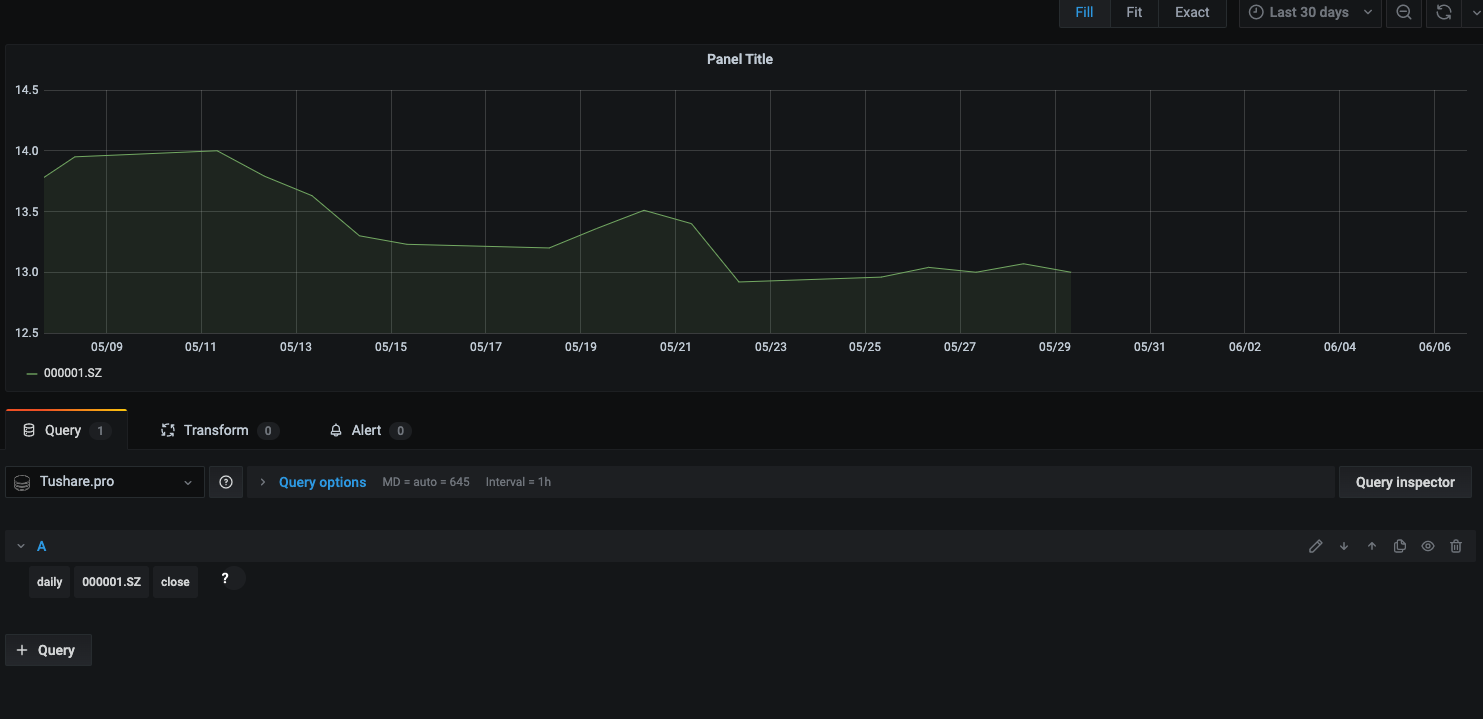 Fill Fit Exact Last 30 days
Panel Title
14.5
14.0
13.5
13.0
12.5
05/09 05/11 05/13 05/15 05/17 05/19 05/21 05/23 05/25 05/27 05/29 05/31 06/02 06/04 06/06
000001.SZ
Query 1 Transform 0 Alert 0
Tushare.pro ? > Query options MD = auto = 645 Interval = 1h Query inspector
A
daily 000001.SZ close ?
+ Query